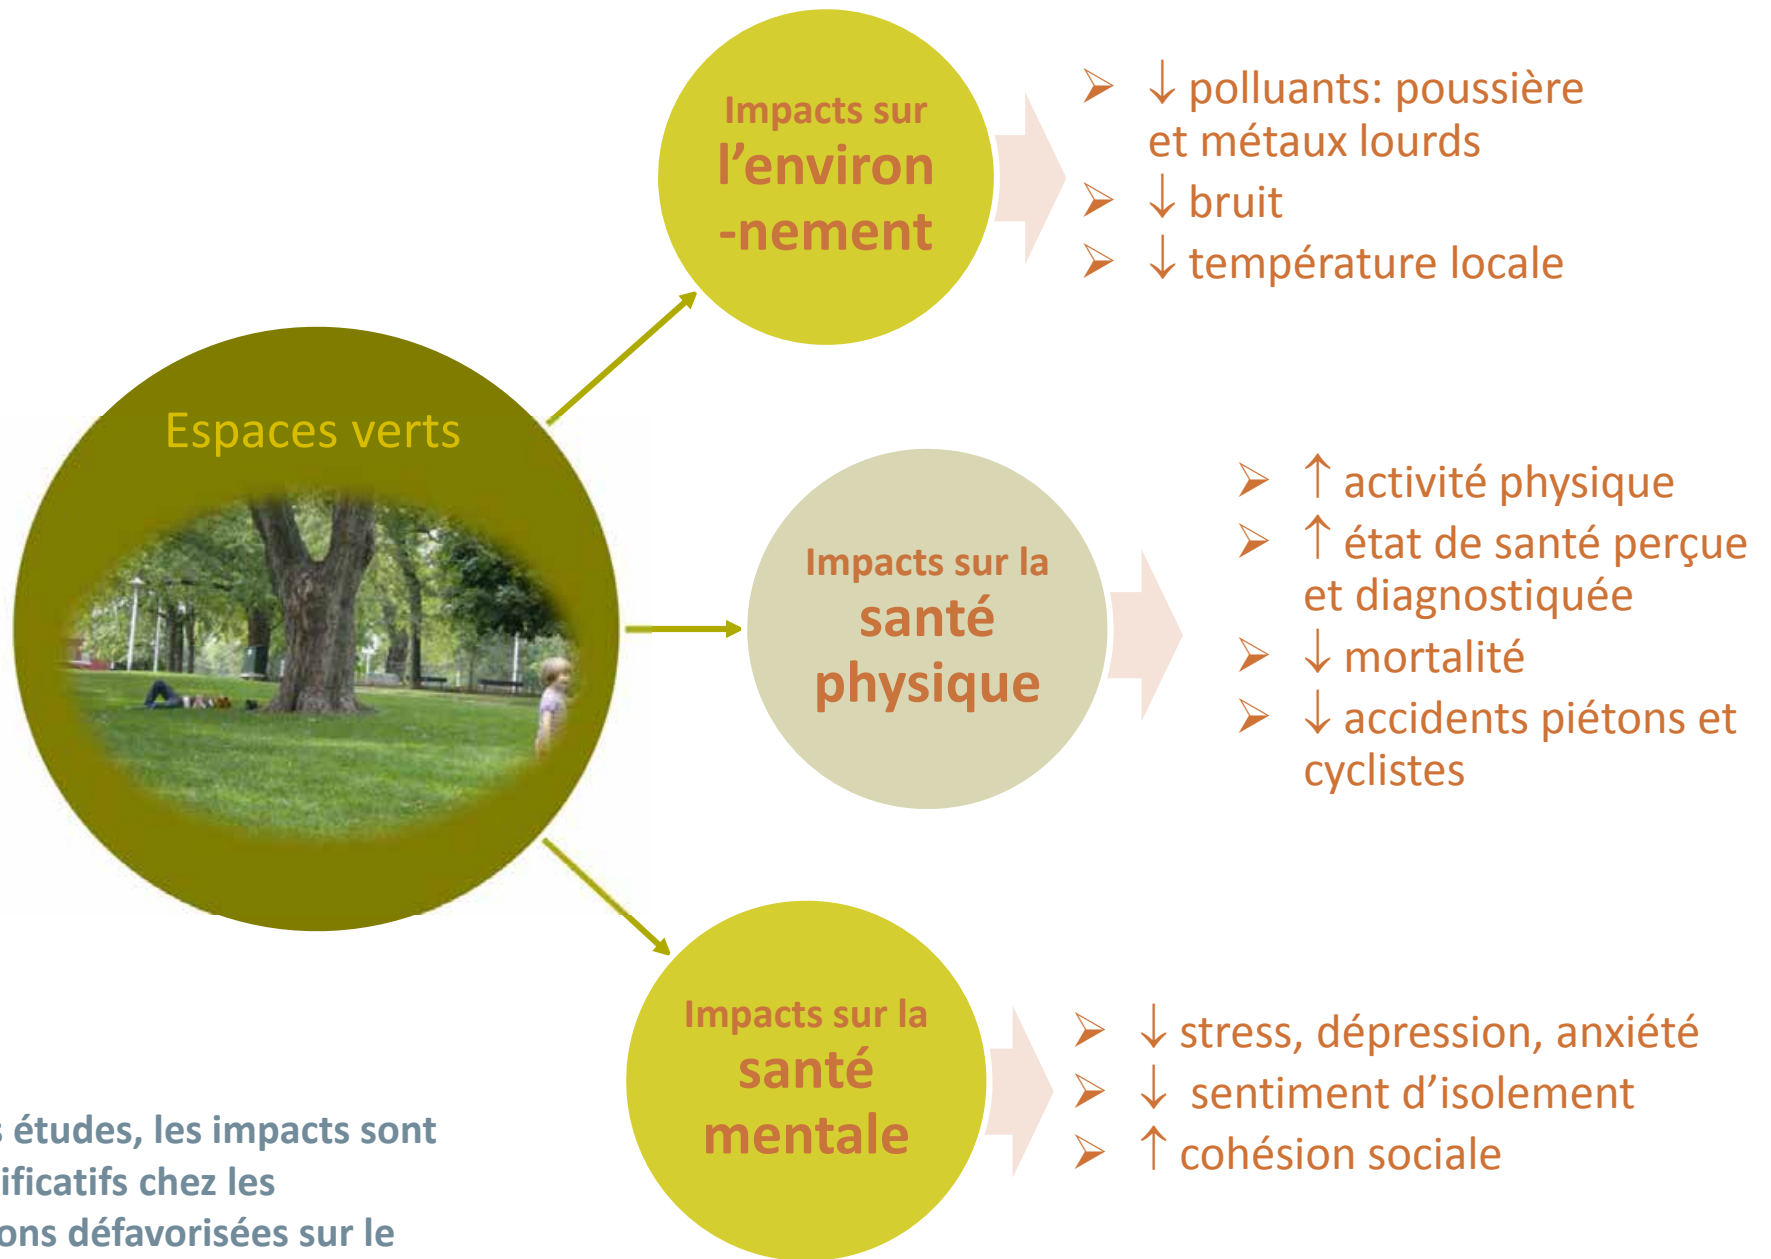 Impacts sur
l’environ
-nement
↓ polluants: poussière
et métaux lourds
↓ bruit
↓ température locale
Espaces verts
Impacts sur la
santé
physique
↑ activité physique
↑ état de santé perçue
et diagnostiquée
↓ mortalité
↓ accidents piétons et
cyclistes
Impacts sur la
santé
mentale
↓ stress, dépression, anxiété
↓ sentiment d’isolement
↑ cohésion sociale
études, les impacts sont
chez les
défavorisées sur le